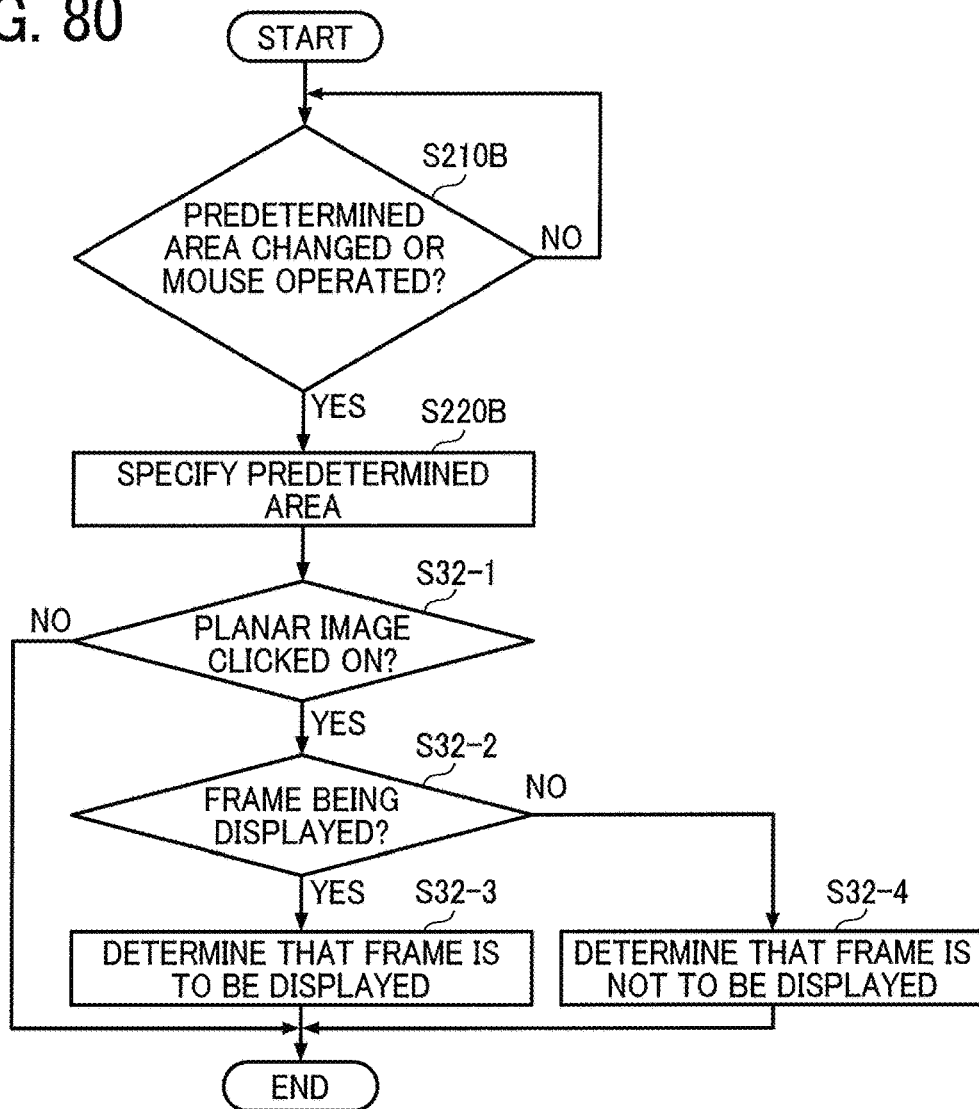 G. 80
START
S210B
PREDETERMINED
AREA CHANGED OR
MOUSE OPERATED?
NO
YES
S220B
SPECIFY PREDETERMINED
AREA
S32-1
NO
PLANAR IMAGE
CLICKED ON?
YES
S32-2
NO
FRAME BEING
DISPLAYED?
YES
S32-3
S32-4
DETERMINE THAT FRAME IS
TO BE DISPLAYED
DETERMINE THAT FRAME IS
NOT TO BE DISPLAYED
END